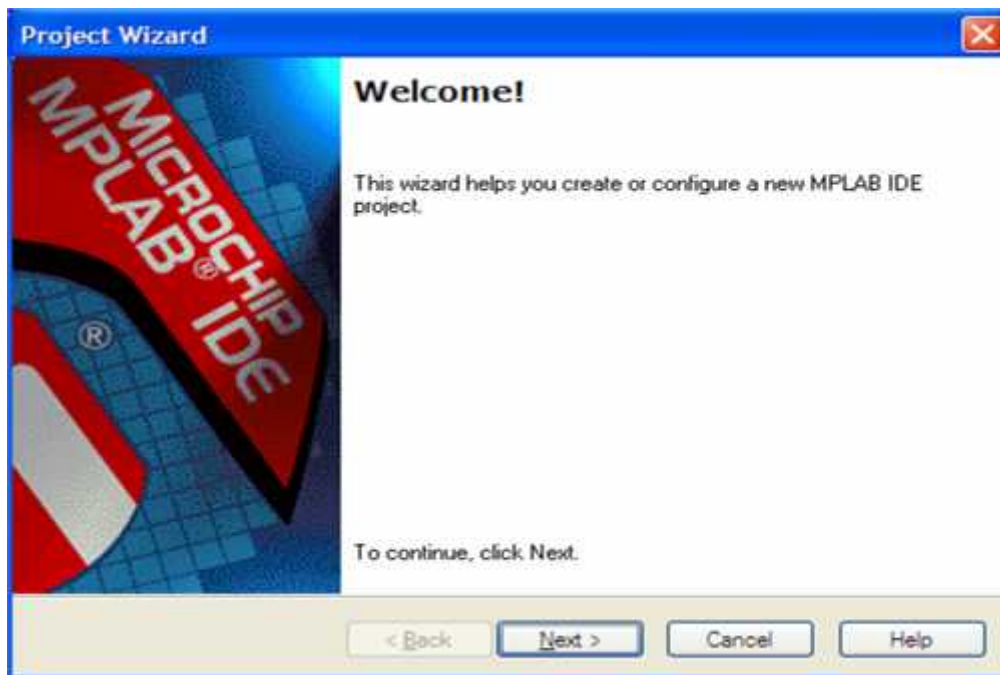 Project Wizard
MICROCHIP
MPLAB® IDE
®
Welcome!
This wizard helps you create or configure a new MPLAB IDE
project.
To continue, click Next.
< Back Next > Cancel Help